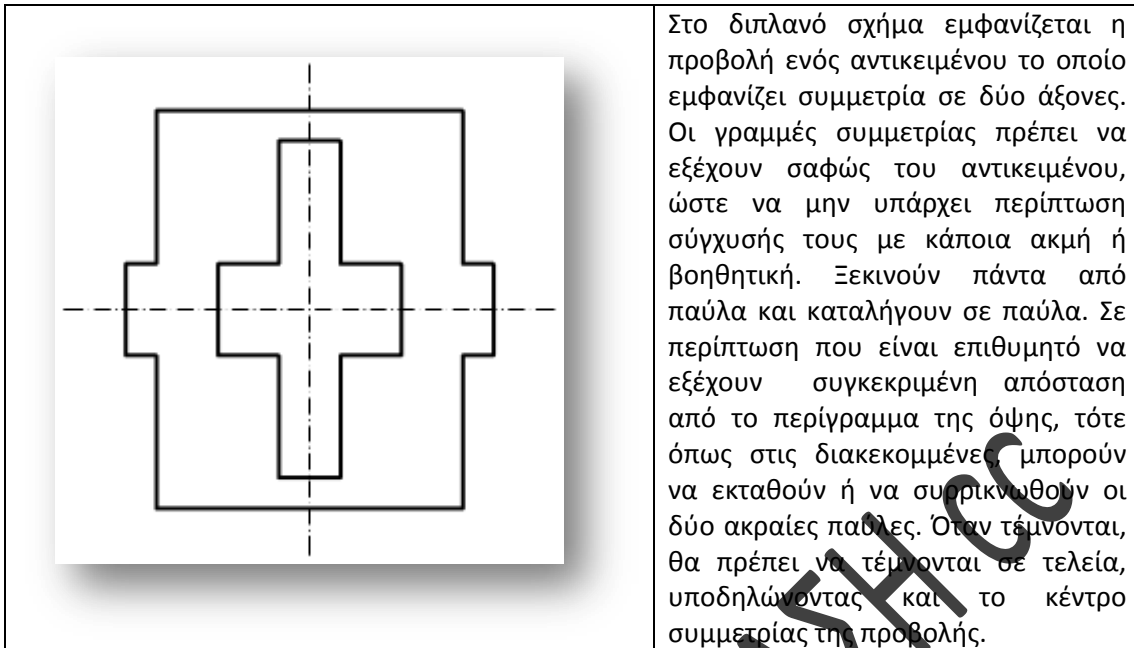 Στο διπλανό σχήμα εμφανίζεται η
προβολή ενός αντικειμένου το οποίο
εμφανίζει συμμετρία σε δύο άξονες.
Οι γραμμές συμμετρίας πρέπει να
εξέχουν σαφώς του αντικειμένου,
ώστε να μην υπάρχει περίπτωση
σύγχυσής τους με κάποια ακμή ή
βοηθητική. Ξεκινούν πάντα από
παύλα και καταλήγουν σε παύλα. Σε
περίπτωση που είναι επιθυμητό να
εξέχουν συγκεκριμένη απόσταση
από το περίγραμμα της όψης, τότε
όπως στις διακεκομμένες, μπορούν
να εκταθούν ή να συρρικνωθούν οι
δύο ακραίες παύλες. Όταν τέμνονται,
θα πρέπει να τέμνονται σε τελεία,
υποδηλώνοντας και το κέντρο
συμμετρίας της προβολής.
SH cc